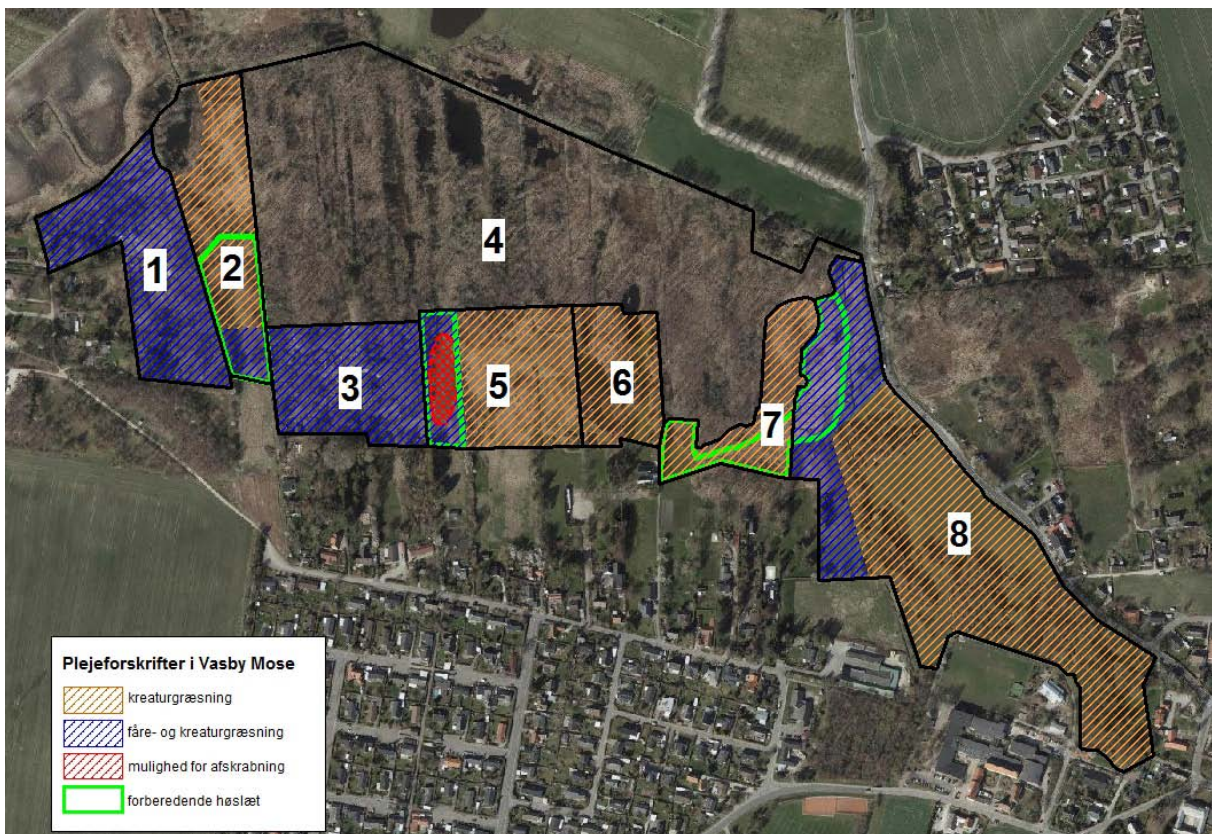 1
2
3
4
5
6
7
8
Plejeforskrifter i Vasby Mose
kreaturgræsning
fåre- og kreaturgræsning
mulighed for afskrabning
forberedende høslæt